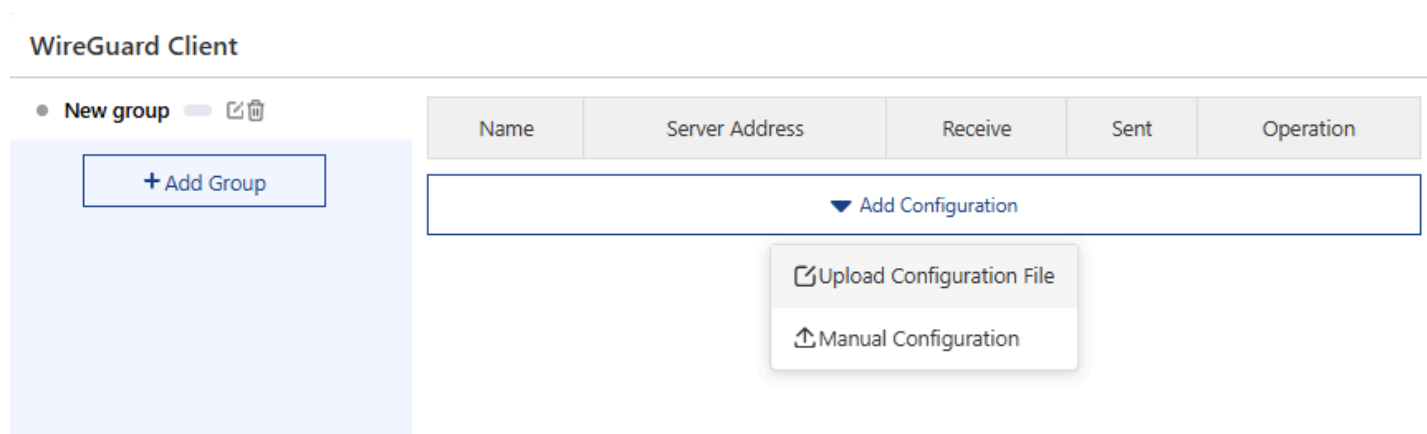 WireGuard Client
New group
Add Group
Name Server Address Receive Sent Operation
Add Configuration
Upload Configuration File
Manual Configuration